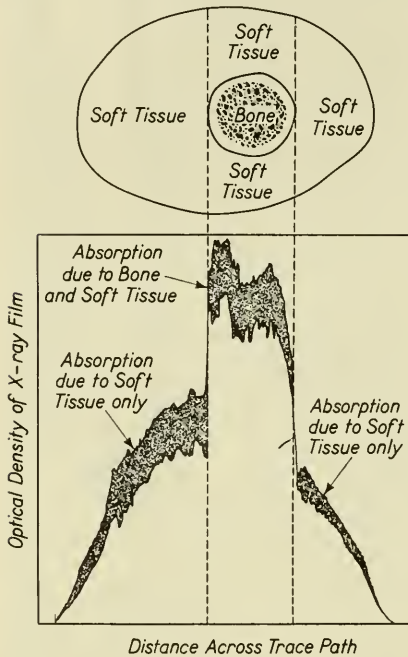 Soft
Tissue
Soft Tissue
Bone
Soft
Tissue
Soft
Tissue
Absorption
due to Bone
and Soft Tissue
Absorption
due to Soft
Tissue only
Absorption
due to Soft
Tissue only
Optical Density of X-ray Film
Distance Across Trace Path